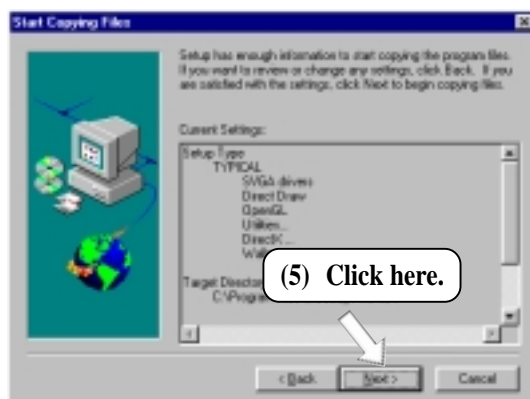 Start Copying Files
Setup has enough information to start copying the program files.
If you want to review or change any settings, click Back. If you
are satisfied with the settings, click Next to begin copying files.
Current Settings:
Setup Type
TYPICAL
SVGA drivers
Direct Draw
OpenGL
Utilities...
DirectX...
Target
C:\Program
(5) Click here.
< Back
Next >
Cancel